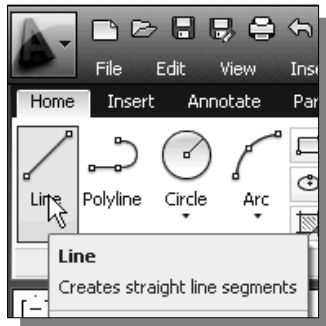 File Edit View
Home Insert Annotate
Line Polyline Circle Arc
Line
Creates straight line segments